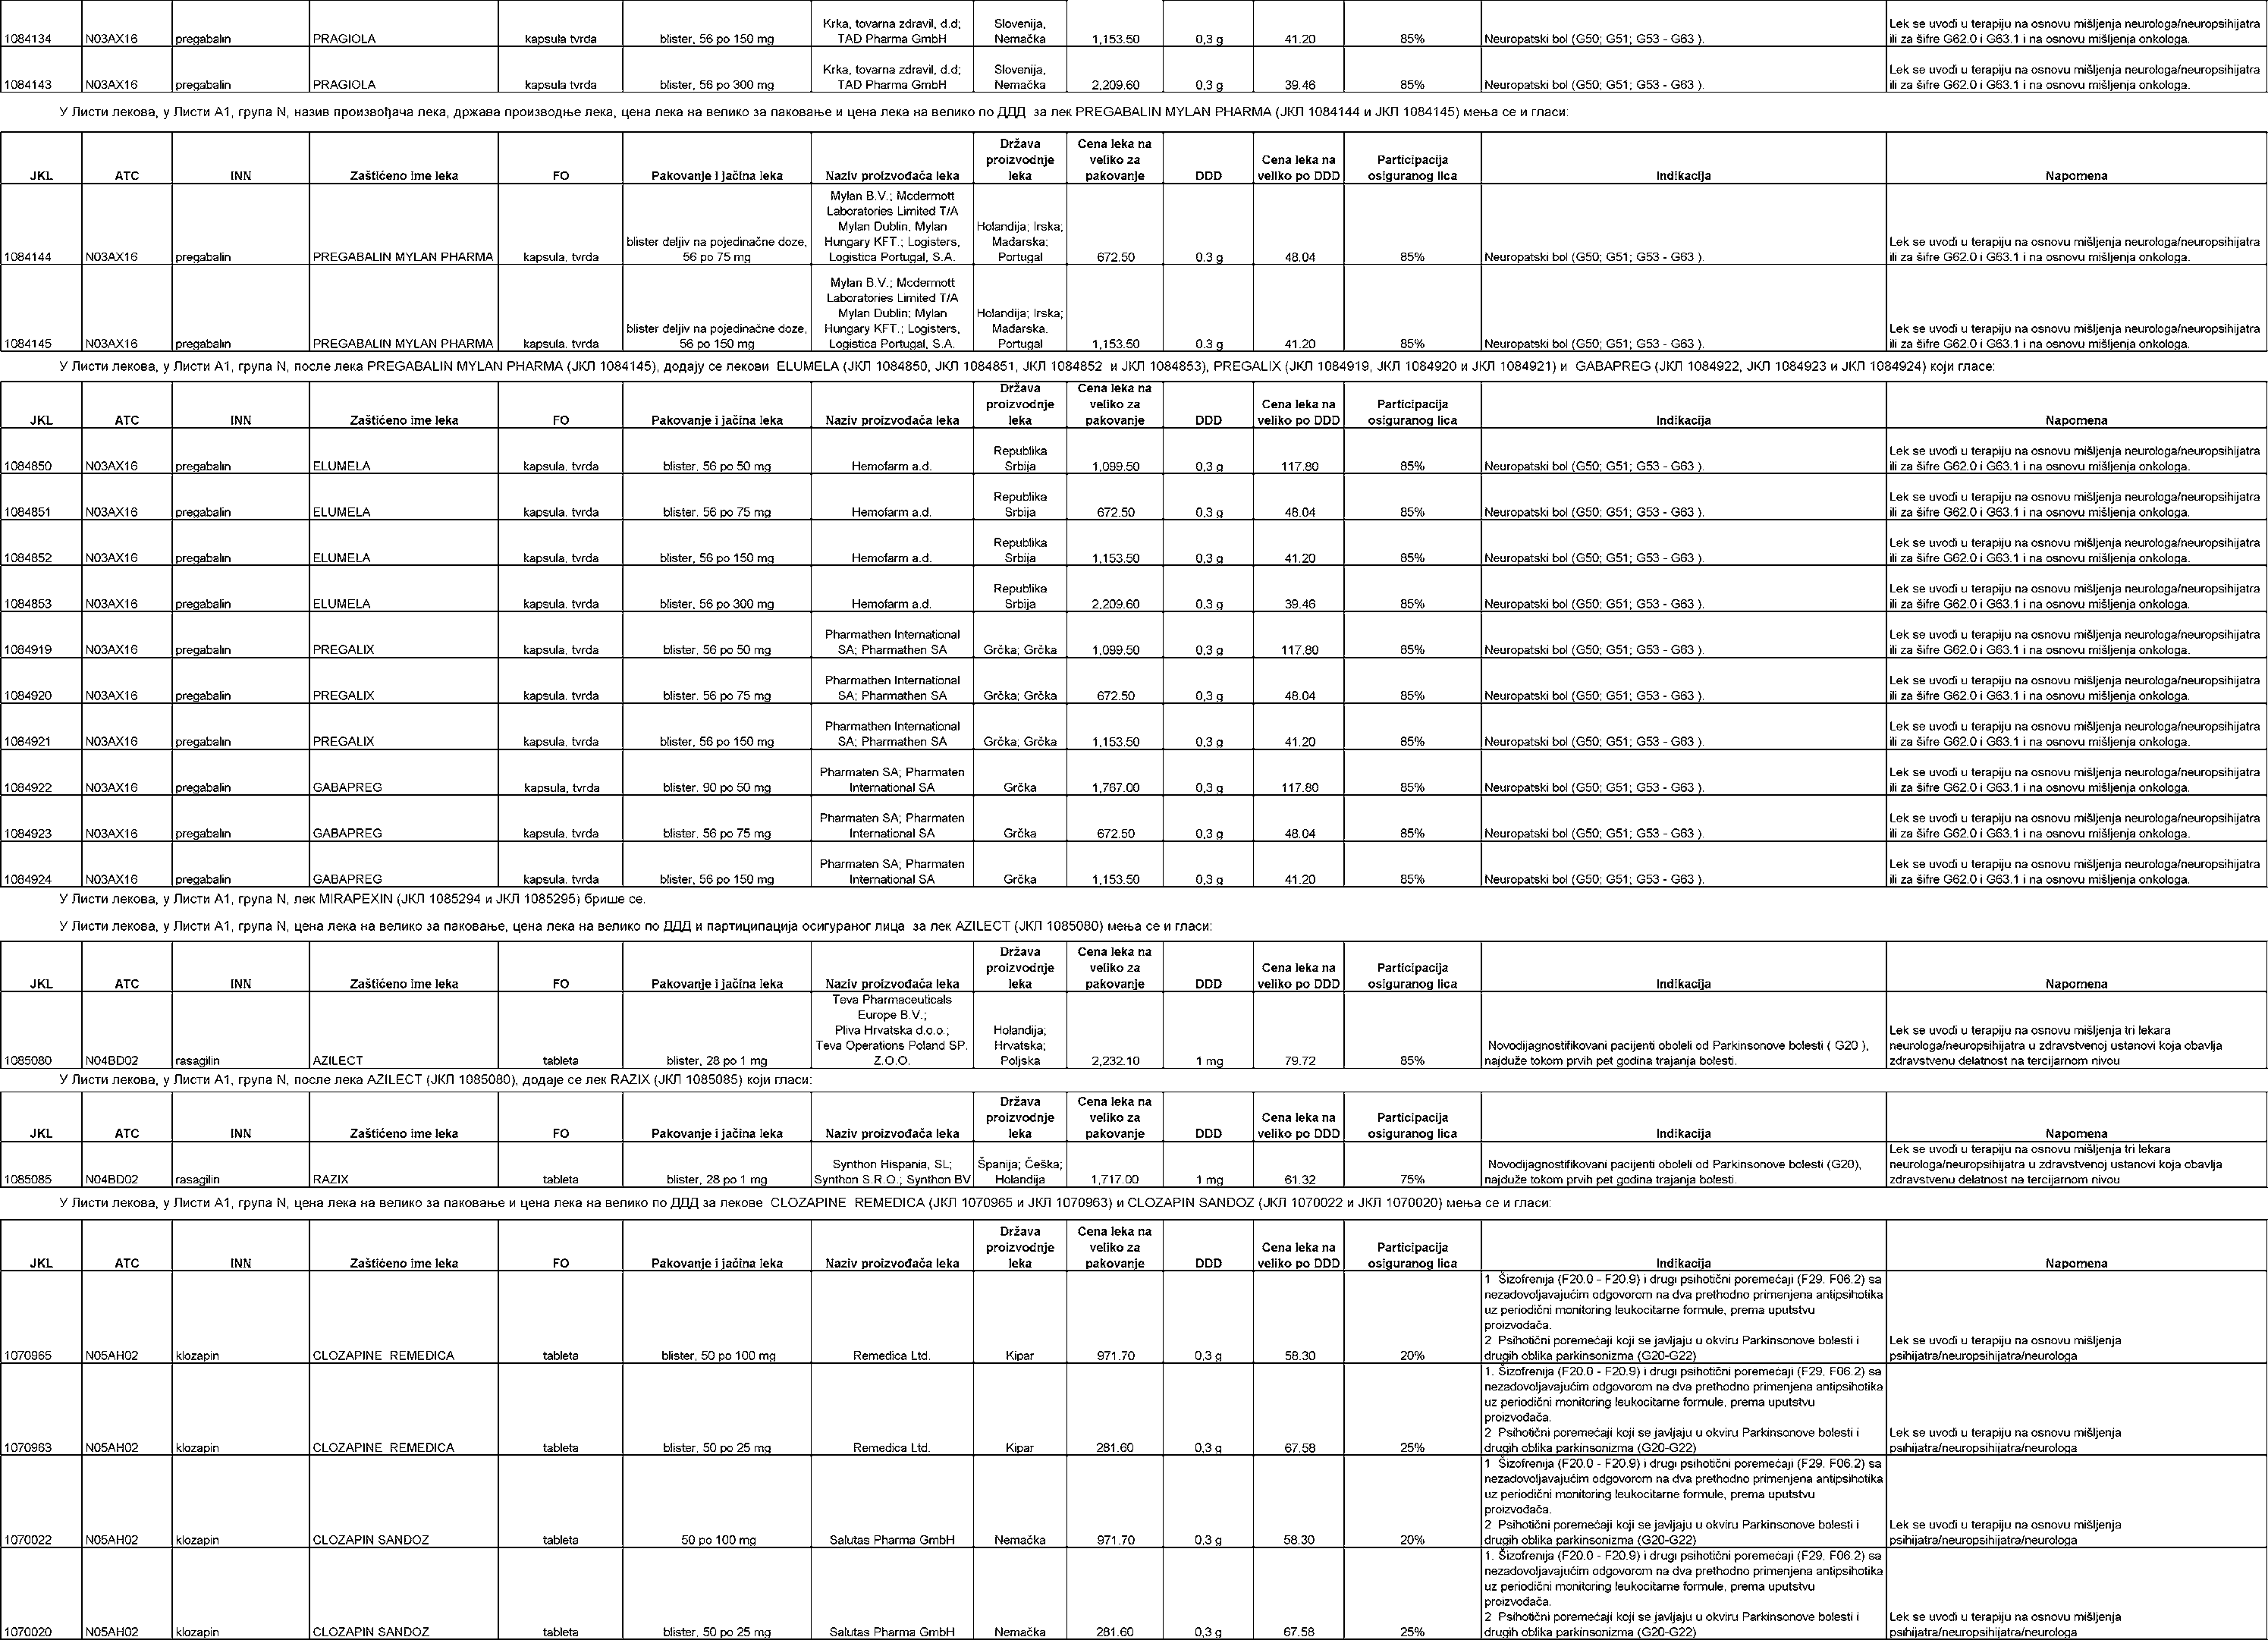 1084134 N03AX16 pregabalin PRAGIOLA kapsula tvrda blister, 56 po 150 mg Krka, tovarna zdravil, d.d; TAD Pharma GmbH Slovenija, Nemačka 1,153.50 0,3 g 41.20 85% Neuropatski bol (G50; G51; G53 - G63 ). Lek se uvodi u terapiju na osnovu mišljenja neurologa/neuropsihijatra ili za šifre G62.0 i G63.1 i na osnovu mišljenja onkologa.
1084143 N03AX16 pregabalin PRAGIOLA kapsula tvrda blister, 56 po 300 mg Krka, tovarna zdravil, d.d; TAD Pharma GmbH Slovenija, Nemačka 2,209.60 0,3 g 39.46 85% Neuropatski bol (G50; G51; G53 - G63 ). Lek se uvodi u terapiju na osnovu mišljenja neurologa/neuropsihijatra ili za šifre G62.0 i G63.1 i na osnovu mišljenja onkologa.
У Листи лекова, у Листи А1, група N, назив произвођача лека, држава производње лека, цена лека на велико за паковање и цена лека на велико по ДДД за лек PREGABALIN MYLAN PHARMA (ЈКЛ 1084144 и ЈКЛ 1084145) мења се и гласи:
JKL ATC INN Zaštićeno ime leka FO Pakovanje i jačina leka Naziv proizvođača leka Država proizvodnje leka Cena leka na veliko za pakovanje DDD Cena leka na veliko po DDD Participacija osiguranog lica Indikacija Napomena
1084144 N03AX16 pregabalin PREGABALIN MYLAN PHARMA kapsula, tvrda blister deljiv na pojedinačne doze, 56 po 75 mg Mylan B.V.; Mcdermott Laboratories Limited T/A Mylan Dublin, Mylan Hungary KFT.; Logisters, Logistica Portugal, S.A. Holandija; Irska; Mađarska; Portugal 672.50 0,3 g 48.04 85% Neuropatski bol (G50; G51; G53 - G63 ). Lek se uvodi u terapiju na osnovu mišljenja neurologa/neuropsihijatra ili za šifre G62.0 i G63.1 i na osnovu mišljenja onkologa.
1084145 N03AX16 pregabalin PREGABALIN MYLAN PHARMA kapsula, tvrda blister deljiv na pojedinačne doze, 56 po 150 mg Mylan B.V.; Mcdermott Laboratories Limited T/A Mylan Dublin; Mylan Hungary KFT.; Logisters, Logistica Portugal, S.A. Holandija; Irska; Mađarska, Portugal 1,153.50 0,3 g 41.20 85% Neuropatski bol (G50; G51; G53 - G63 ). Lek se uvodi u terapiju na osnovu mišljenja neurologa/neuropsihijatra ili za šifre G62.0 i G63.1 i na osnovu mišljenja onkologa.
У Листи лекова, у Листи А1, група N, после лека PREGABALIN MYLAN PHARMA (ЈКЛ 1084145), додају се лекови ELUMELA (ЈКЛ 1084850, ЈКЛ 1084851, ЈКЛ 1084852 и ЈКЛ 1084853), PREGALIX (ЈКЛ 1084919, ЈКЛ 1084920 и ЈКЛ 1084921) и GABAPREG (ЈКЛ 1084922, ЈКЛ 1084923 и ЈКЛ 1084924) који гласе:
JKL ATC INN Zaštićeno ime leka FO Pakovanje i jačina leka Naziv proizvođača leka Država proizvodnje leka Cena leka na veliko za pakovanje DDD Cena leka na veliko po DDD Participacija osiguranog lica Indikacija Napomena
1084850 N03AX16 pregabalin ELUMELA kapsula, tvrda blister, 56 po 50 mg Hemofarm a.d. Republika Srbija 1,099.50 0,3 g 117.80 85% Neuropatski bol (G50; G51; G53 - G63 ). Lek se uvodi u terapiju na osnovu mišljenja neurologa/neuropsihijatra ili za šifre G62.0 i G63.1 i na osnovu mišljenja onkologa.
1084851 N03AX16 pregabalin ELUMELA kapsula, tvrda blister, 56 po 75 mg Hemofarm a.d. Republika Srbija 672.50 0,3 g 48.04 85% Neuropatski bol (G50; G51; G53 - G63 ). Lek se uvodi u terapiju na osnovu mišljenja neurologa/neuropsihijatra ili za šifre G62.0 i G63.1 i na osnovu mišljenja onkologa.
1084852 N03AX16 pregabalin ELUMELA kapsula, tvrda blister, 56 po 150 mg Hemofarm a.d. Republika Srbija 1,153.50 0,3 g 41.20 85% Neuropatski bol (G50; G51; G53 - G63 ). Lek se uvodi u terapiju na osnovu mišljenja neurologa/neuropsihijatra ili za šifre G62.0 i G63.1 i na osnovu mišljenja onkologa.
1084853 N03AX16 pregabalin ELUMELA kapsula, tvrda blister, 56 po 300 mg Hemofarm a.d. Republika Srbija 2,209.60 0,3 g 39.46 85% Neuropatski bol (G50; G51; G53 - G63 ). Lek se uvodi u terapiju na osnovu mišljenja neurologa/neuropsihijatra ili za šifre G62.0 i G63.1 i na osnovu mišljenja onkologa.
1084919 N03AX16 pregabalin PREGALIX kapsula, tvrda blister, 56 po 50 mg Pharmathen International SA; Pharmathen SA Grčka; Grčka 1,099.50 0,3 g 117.80 85% Neuropatski bol (G50; G51; G53 - G63 ). Lek se uvodi u terapiju na osnovu mišljenja neurologa/neuropsihijatra ili za šifre G62.0 i G63.1 i na osnovu mišljenja onkologa.
1084920 N03AX16 pregabalin PREGALIX kapsula, tvrda blister, 56 po 75 mg Pharmathen International SA; Pharmathen SA Grčka; Grčka 672.50 0,3 g 48.04 85% Neuropatski bol (G50; G51; G53 - G63 ). Lek se uvodi u terapiju na osnovu mišljenja neurologa/neuropsihijatra ili za šifre G62.0 i G63.1 i na osnovu mišljenja onkologa.
1084921 N03AX16 pregabalin PREGALIX kapsula, tvrda blister, 56 po 150 mg Pharmathen International SA; Pharmathen SA Grčka; Grčka 1,153.50 0,3 g 41.20 85% Neuropatski bol (G50; G51; G53 - G63 ). Lek se uvodi u terapiju na osnovu mišljenja neurologa/neuropsihijatra ili za šifre G62.0 i G63.1 i na osnovu mišljenja onkologa.
1084922 N03AX16 pregabalin GABAPREG kapsula, tvrda blister, 90 po 50 mg Pharmaten SA; Pharmaten International SA Grčka 1,767.00 0,3 g 117.80 85% Neuropatski bol (G50; G51; G53 - G63 ). Lek se uvodi u terapiju na osnovu mišljenja neurologa/neuropsihijatra ili za šifre G62.0 i G63.1 i na osnovu mišljenja onkologa.
1084923 N03AX16 pregabalin GABAPREG kapsula, tvrda blister, 56 po 75 mg Pharmaten SA; Pharmaten International SA Grčka 672.50 0,3 g 48.04 85% Neuropatski bol (G50; G51; G53 - G63 ). Lek se uvodi u terapiju na osnovu mišljenja neurologa/neuropsihijatra ili za šifre G62.0 i G63.1 i na osnovu mišljenja onkologa.
1084924 N03AX16 pregabalin GABAPREG kapsula, tvrda blister, 56 po 150 mg Pharmaten SA; Pharmaten International SA Grčka 1,153.50 0,3 g 41.20 85% Neuropatski bol (G50; G51; G53 - G63 ). Lek se uvodi u terapiju na osnovu mišljenja neurologa/neuropsihijatra ili za šifre G62.0 i G63.1 i na osnovu mišljenja onkologa.
У Листи лекова, у Листи А1, група N, лек MIRAPEXIN (ЈКЛ 1085294 и ЈКЛ 1085295) брише се.
У Листи лекова, у Листи А1, група N, цена лека на велико за паковање, цена лека на велико по ДДД и партиципација осигураног лица за лек AZILECT (ЈКЛ 1085080) мења се и гласи:
JKL ATC INN Zaštićeno ime leka FO Pakovanje i jačina leka Naziv proizvođača leka Država proizvodnje leka Cena leka na veliko za pakovanje DDD Cena leka na veliko po DDD Participacija osiguranog lica Indikacija Napomena
1085080 N04BD02 rasagilin AZILECT tableta blister, 28 po 1 mg Teva Pharmaceuticals Europe B.V.; Pliva Hrvatska d.o.o.; Teva Operations Poland SP. Z.O.O. Holandija; Hrvatska; Poljska 2,232.10 1 mg 79.72 85% Novodijagnostifikovani pacijenti oboleli od Parkinsonove bolesti ( G20 ), najduže tokom prvih pet godina trajanja bolesti. Lek se uvodi u terapiju na osnovu mišljenja tri lekara neurologa/neuropsihijatra u zdravstvenoj ustanovi koja obavlja zdravstvenu delatnost na tercijarnom nivou
У Листи лекова, у Листи А1, група N, после лека AZILECT (ЈКЛ 1085080), додаје се лек RAZIX (ЈКЛ 1085085) који гласи:
JKL ATC INN Zaštićeno ime leka FO Pakovanje i jačina leka Naziv proizvođača leka Država proizvodnje leka Cena leka na veliko za pakovanje DDD Cena leka na veliko po DDD Participacija osiguranog lica Indikacija Napomena
1085085 N04BD02 rasagilin RAZIX tableta blister, 28 po 1 mg Synthon Hispania, SL; Synthon S.R.O.; Synthon BV Španija; Češka; Holandija 1,717.00 1 mg 61.32 75% Novodijagnostifikovani pacijenti oboleli od Parkinsonove bolesti (G20), najduže tokom prvih pet godina trajanja bolesti. Lek se uvodi u terapiju na osnovu mišljenja tri lekara neurologa/neuropsihijatra u zdravstvenoj ustanovi koja obavlja zdravstvenu delatnost na tercijarnom nivou
У Листи лекова, у Листи А1, група N, цена лека на велико за паковање и цена лека на велико по ДДД за лекове CLOZAPINE REMEDICA (ЈКЛ 1070965 и ЈКЛ 1070963) и CLOZAPIN SANDOZ (ЈКЛ 1070022 и ЈКЛ 1070020) мења се и гласи:
JKL ATC INN Zaštićeno ime leka FO Pakovanje i jačina leka Naziv proizvođača leka Država proizvodnje leka Cena leka na veliko za pakovanje DDD Cena leka na veliko po DDD Participacija osiguranog lica Indikacija Napomena
1070965 N05AH02 klozapin CLOZAPINE REMEDICA tableta blister, 50 po 100 mg Remedica Ltd. Kipar 971.70 0,3 g 58.30 20% 1. Šizofrenija (F20.0 - F20.9) i drugi psihotični poremećaji (F29, F06.2) sa nezadovoljavajućim odgovorom na dva prethodno primenjena antipsihotika uz periodični monitoring leukocitarne formule, prema uputstvu proizvođača. 2. Psihotični poremećaji koji se javljaju u okviru Parkinsonove bolesti i drugih oblika parkinsonizma (G20-G22) Lek se uvodi u terapiju na osnovu mišljenja psihijatra/neuropsihijatra/neurologa
1070963 N05AH02 klozapin CLOZAPINE REMEDICA tableta blister, 50 po 25 mg Remedica Ltd. Kipar 281.60 0,3 g 67.58 25% 1. Šizofrenija (F20.0 - F20.9) i drugi psihotični poremećaji (F29, F06.2) sa nezadovoljavajućim odgovorom na dva prethodno primenjena antipsihotika uz periodični monitoring leukocitarne formule, prema uputstvu proizvođača. 2. Psihotični poremećaji koji se javljaju u okviru Parkinsonove bolesti i drugih oblika parkinsonizma (G20-G22) Lek se uvodi u terapiju na osnovu mišljenja psihijatra/neuropsihijatra/neurologa
1070022 N05AH02 klozapin CLOZAPIN SANDOZ tableta 50 po 100 mg Salutas Pharma GmbH Nemačka 971.70 0,3 g 58.30 20% 1. Šizofrenija (F20.0 - F20.9) i drugi psihotični poremećaji (F29, F06.2) sa nezadovoljavajućim odgovorom na dva prethodno primenjena antipsihotika uz periodični monitoring leukocitarne formule, prema uputstvu proizvođača. 2. Psihotični poremećaji koji se javljaju u okviru Parkinsonove bolesti i drugih oblika parkinsonizma (G20-G22) Lek se uvodi u terapiju na osnovu mišljenja psihijatra/neuropsihijatra/neurologa
1070020 N05AH02 klozapin CLOZAPIN SANDOZ tableta blister, 50 po 25 mg Salutas Pharma GmbH Nemačka 281.60 0,3 g 67.58 25% 1. Šizofrenija (F20.0 - F20.9) i drugi psihotični poremećaji (F29, F06.2) sa nezadovoljavajućim odgovorom na dva prethodno primenjena antipsihotika uz periodični monitoring leukocitarne formule, prema uputstvu proizvođača. 2. Psihotični poremećaji koji se javljaju u okviru Parkinsonove bolesti i drugih oblika parkinsonizma (G20-G22) Lek se uvodi u terapiju na osnovu mišljenja psihijatra/neuropsihijatra/neurologa